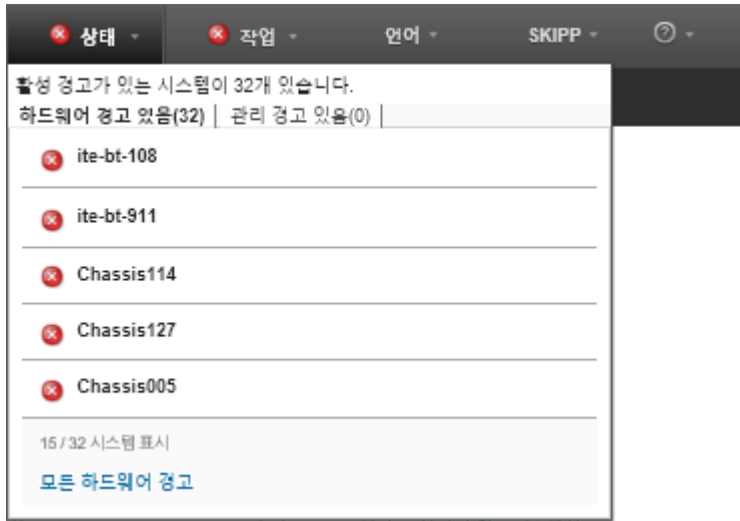 상태 작업 언어 SKIPP ?
활성 경고가 있는 시스템이 32개 있습니다.
하드웨어 경고 있음(32) | 관리 경고 있음(0) |
ite-bt-108
ite-bt-911
Chassis114
Chassis127
Chassis005
15 / 32 시스템 표시
모든 하드웨어 경고